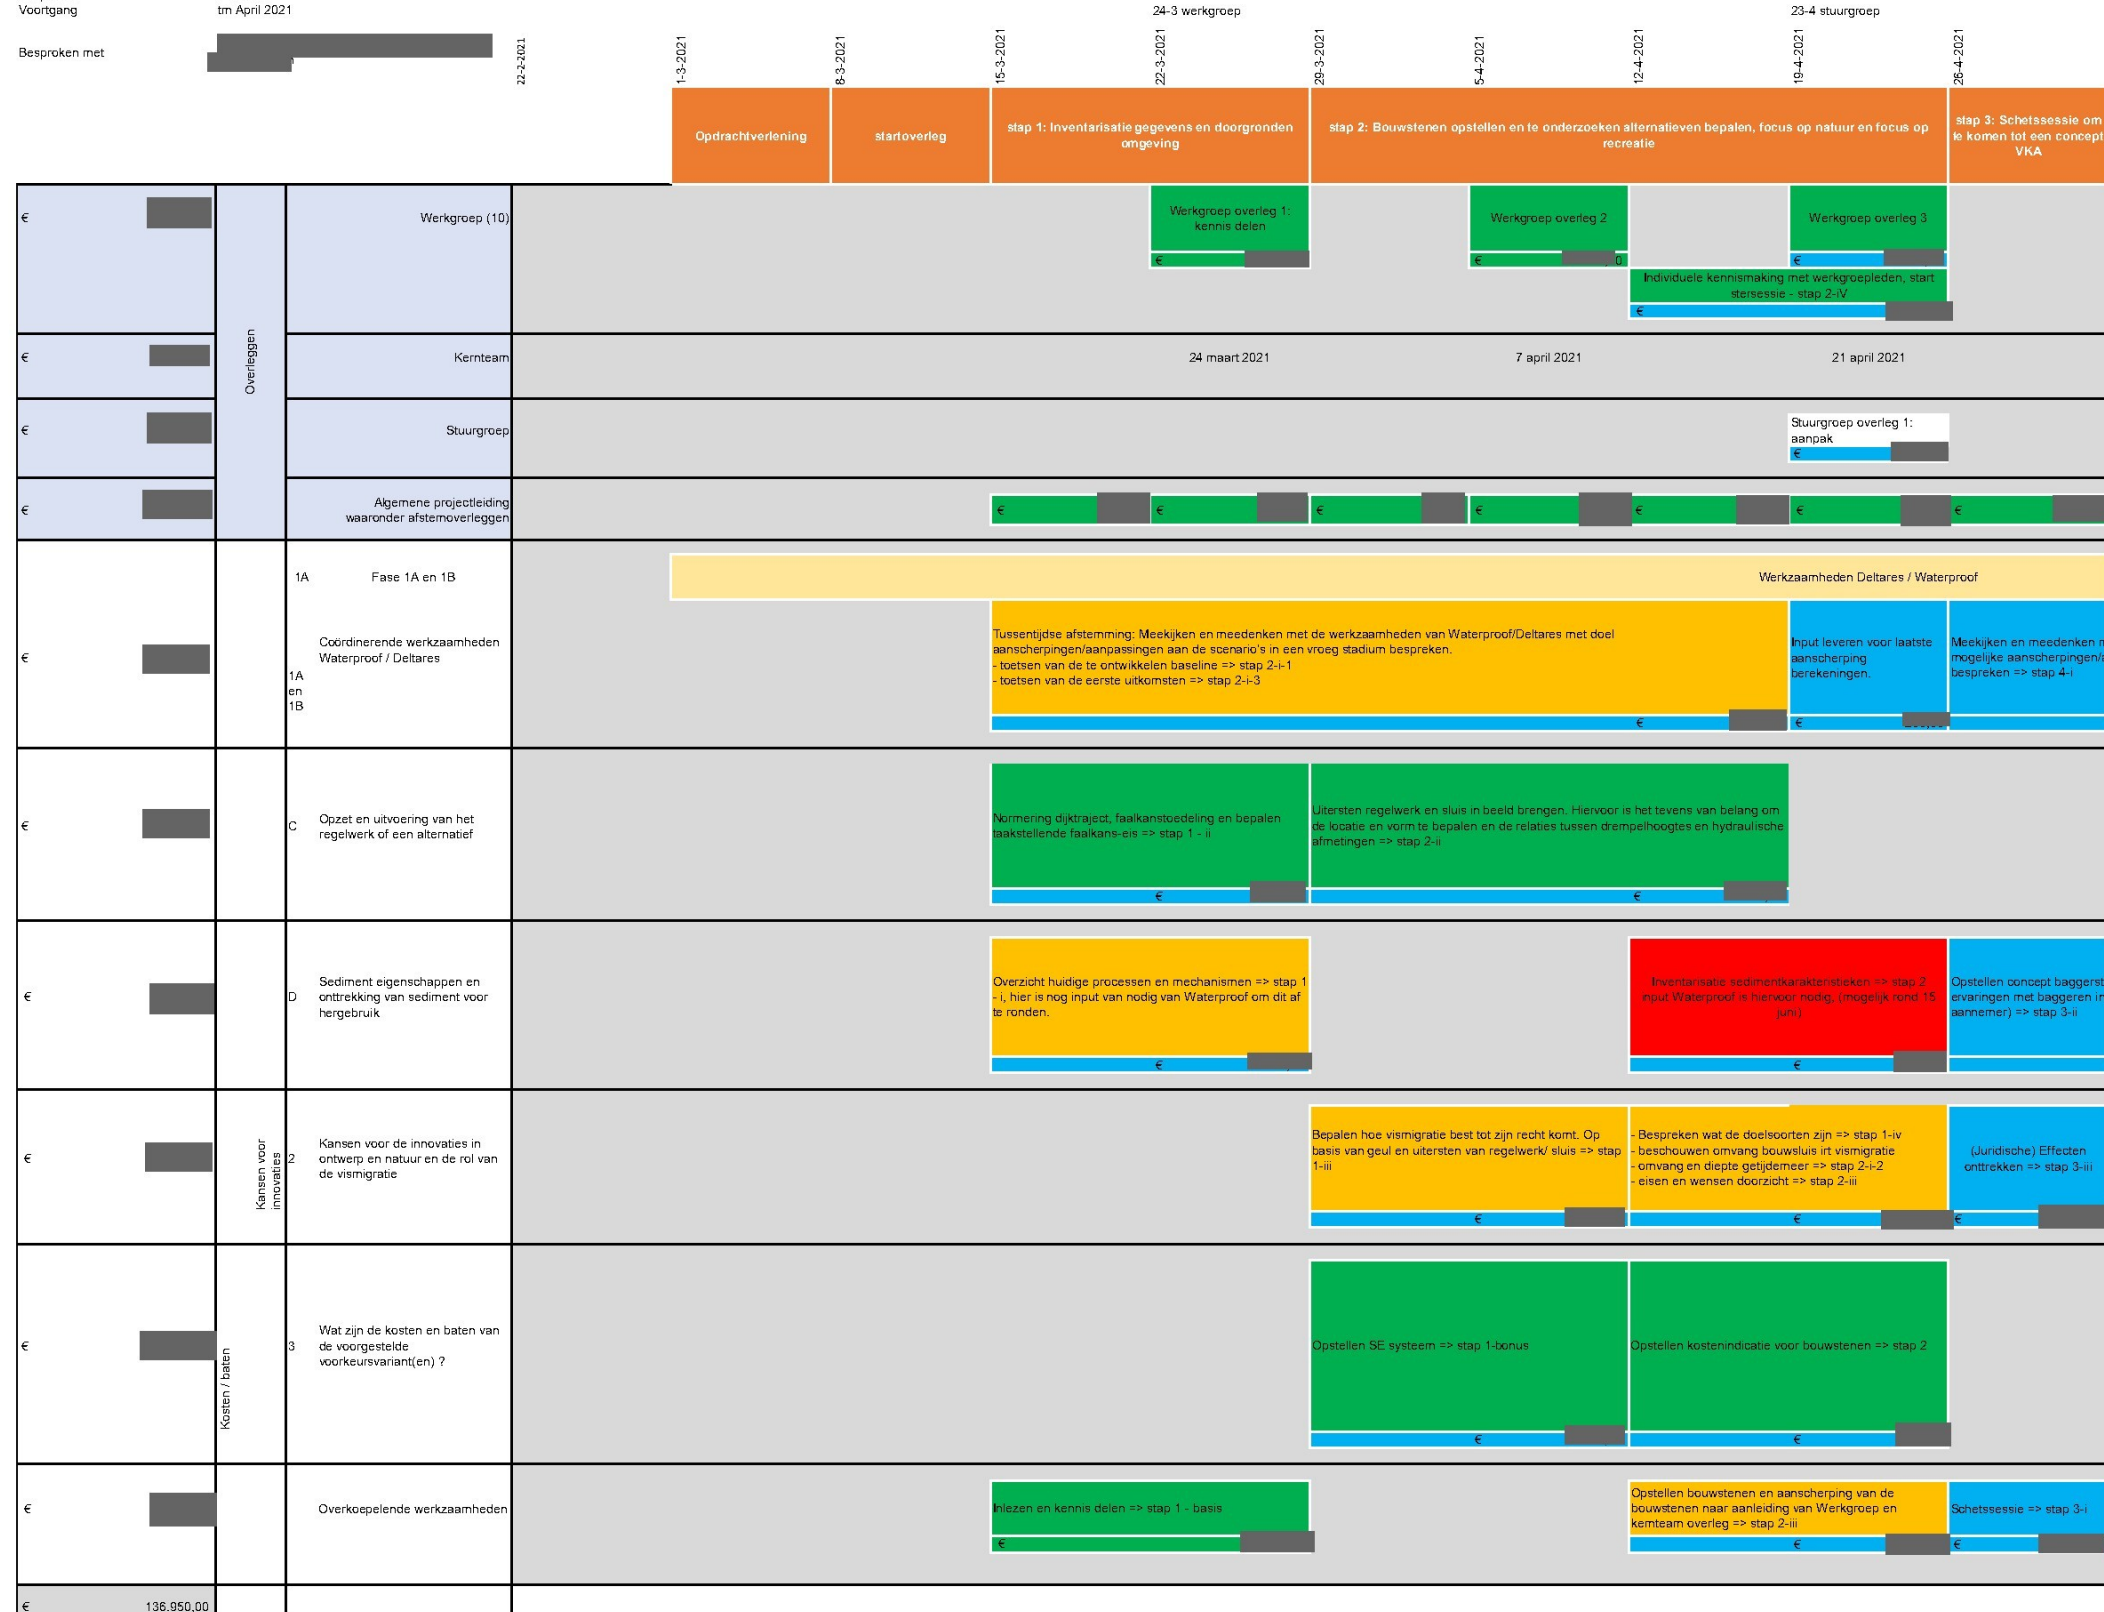 Voortgang tm April 2021 24-3 werkgroep 23-4 stuurgroep
Besproken met
22-2-2021 1-3-2021 8-3-2021 15-3-2021 22-3-2021 29-3-2021 5-4-2021 12-4-2021 19-4-2021 26-4-2021
Opdrachtverlening
startoverleg
stap 1: Inventarisatie gegevens en doorgronden
omgeving
stap 2: Bouwstenen opstellen en te onderzoeken alternatieven bepalen, focus op natuur en focus op
recreatie
stap 3: Schetssessie om
te komen tot een concept
VKA
Overleggen
€ Werkgroep (10)
Werkgroep overleg 1:
kennis delen
€
Werkgroep overleg 2
€ 0
Werkgroep overleg 3
€
Individuele kennismaking met werkgroepleden, start
stersessie - stap 2-iV
€
€ Kernteam 24 maart 2021 7 april 2021 21 april 2021
€ Stuurgroep
Stuurgroep overleg 1:
aanpak
€
€ Algemene projectleiding
waaronder afstemoverleggen
€ € € € € € €
1A Fase 1A en 1B Werkzaamheden Deltares / Waterproof
€
1A
en
1B
Coördinerende werkzaamheden
Waterproof / Deltares
Tussentijdse afstemming: Meekijken en meedenken met de werkzaamheden van Waterproof/Deltares met doel
aanscherpingen/aanpassingen aan de scenario's in een vroeg stadium bespreken.
- toetsen van de te ontwikkelen baseline => stap 2-i-1
- toetsen van de eerste uitkomsten => stap 2-i-3
€
Input leveren voor laatste
aanscherping
berekeningen.
€
Meekijken en meedenken
mogelijke aanscherpingen/
bespreken => stap 4-i
€ C Opzet en uitvoering van het
regelwerk of een alternatief
Normering dijktraject, faalkanstoedeling en bepalen
taakstellende faalkans-eis => stap 1 - ii
€
Uitersten regelwerk en sluis in beeld brengen. Hiervoor is het tevens van belang om
de locatie en vorm te bepalen en de relaties tussen drempelhoogtes en hydraulische
afmetingen => stap 2-ii
€
€ D Sediment eigenschappen en
onttrekking van sediment voor
hergebruik
Overzicht huidige processen en mechanismen => stap 1
- i, hier is nog input van nodig van Waterproof om dit af
te ronden.
€
Inventarisatie sedimentkarakteristieken => stap 2
input Waterproof is hiervoor nodig, (mogelijk rond 15
juni)
€
Opstellen concept baggerst
ervaringen met baggeren in
aannemer) => stap 3-ii
Kansen voor
innovaties
€ 2 Kansen voor de innovaties in
ontwerp en natuur en de rol van
de vismigratie
Bepalen hoe vismigratie best tot zijn recht komt. Op
basis van geul en uitersten van regelwerk/ sluis => stap
1-iii
€
- Bespreken wat de doelsoorten zijn => stap 1-iv
- beschouwen omvang bouwsluis irt vismigratie
- omvang en diepte getijdemeer => stap 2-i-2
- eisen en wensen doorzicht => stap 2-iii
€
(Juridische) Effecten
onttrekken => stap 3-iii
€
Kosten / baten
€ 3 Wat zijn de kosten en baten van
de voorgestelde
voorkeursvariant(en) ?
Opstellen SE systeem => stap 1-bonus
€
Opstellen kostenindicatie voor bouwstenen => stap 2
€
€ Overkoepelende werkzaamheden
Inlezen en kennis delen => stap 1 - basis
€
Opstellen bouwstenen en aanscherping van de
bouwstenen naar aanleiding van Werkgroep en
kernteam overleg => stap 2-iii
€
Schetssessie => stap 3-i
€
€ 136.950,00